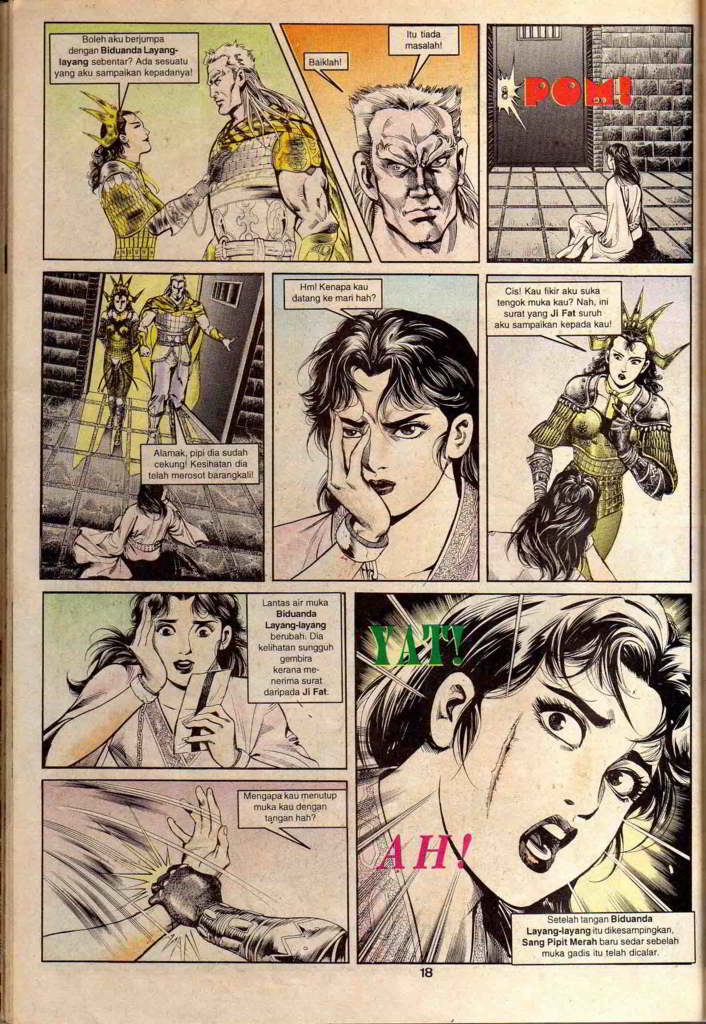 Boleh aku berjumpa
dengan Biduanda Layang-
layang sebentar? Ada sesuatu
yang aku sampaikan kepadanya!
Baiklah!
Itu tiada
masalah!
POM!
Alamak, pipi dia sudah
cekung! Kesihatan dia
telah merosot barangkali!
Hm! Kenapa kau
datang ke mari hah?
Cis! Kau fikir aku suka
tengok muka kau? Nah, ini
surat yang Ji Fat suruh
aku sampaikan kepada kau!
Lantas air muka
Biduanda
Layang-layang
berubah. Dia
kelihatan sungguh
gembira
kerana me-
nerima surat
daripada Ji Fat.
Mengapa kau menutup
muka kau dengan
tangan hah?
YAT!
AH!
Setelah tangan Biduanda
Layang-layang itu dikesampingkan,
Sang Pipit Merah baru sedar sebelah
muka gadis itu telah dicalar.
18